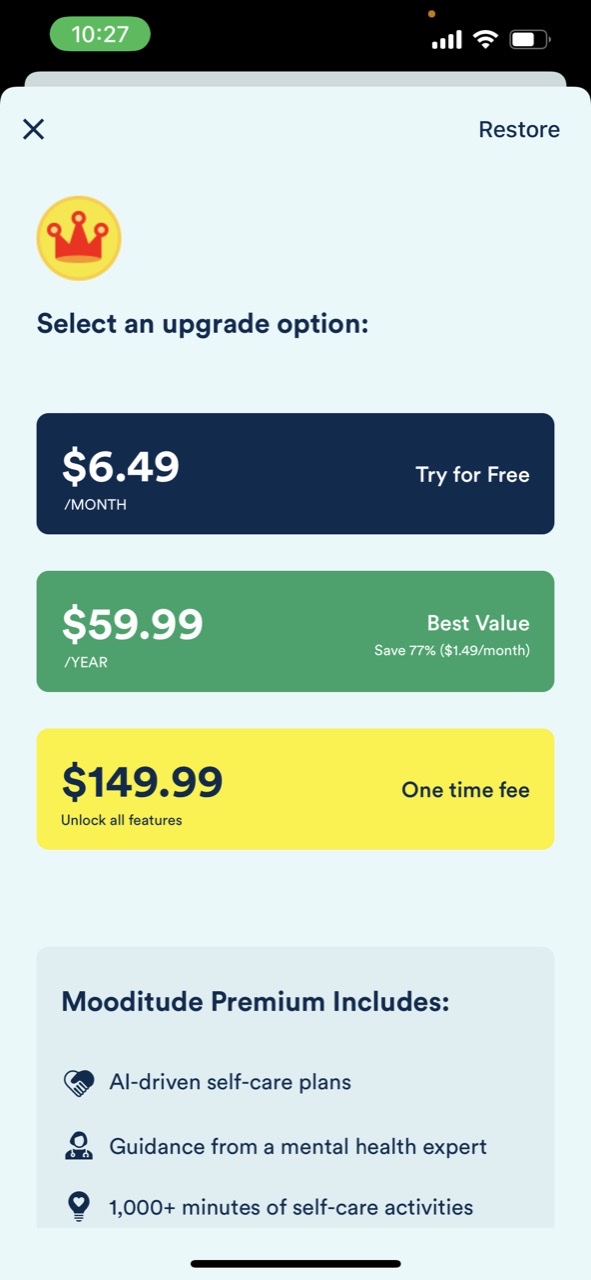 10:27
Restore
Select an upgrade option:
$6.49
Try for Free
/MONTH
$59.99
Best Value
Save 77% ($1.49/month)
/YEAR
$149.99
One time fee
Unlock all features
Mooditude Premium Includes:
AI-driven self-care plans
Guidance from a mental health expert
1,000+ minutes of self-care activities